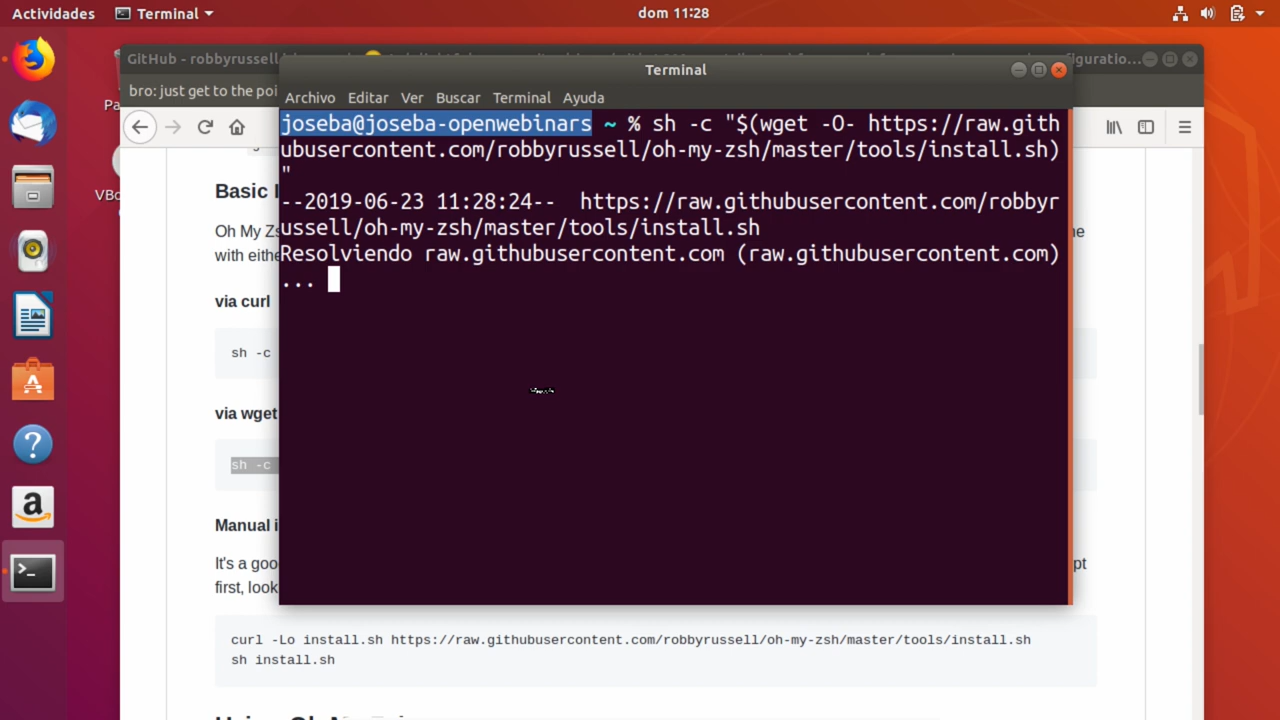 Actividades
Terminal
dom 11:28
GitHub - robbyrussell
iguratio...
bro: just get to the poi
Terminal
Archivo Editar Ver Buscar Terminal Ayuda
joseba@joseba-openwebinars ~ % sh -c "$(wget -O- https://raw.gith
ubusercontent.com/robbyrussell/oh-my-zsh/master/tools/install.sh)
"
--2019-06-23 11:28:24--  https://raw.githubusercontent.com/robbyr
ussell/oh-my-zsh/master/tools/install.sh
Resolviendo raw.githubusercontent.com (raw.githubusercontent.com)
...
Pa
VBo
Basic I
Oh My Zs
ne
with eithe
via curl
sh -c
via wget
sh -c
Manual i
It's a goo
pt
first, look
curl -Lo install.sh https://raw.githubusercontent.com/robbyrussell/oh-my-zsh/master/tools/install.sh
sh install.sh